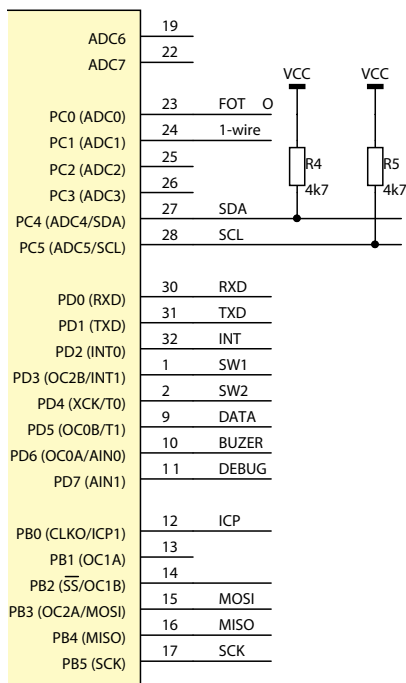 ADC6 19
ADC7 22
VCC VCC
PC0 (ADC0) 23 FOT O
PC1 (ADC1) 24 1-wire
PC2 (ADC2) 25
PC3 (ADC3) 26
R4 R5
4k7 4k7
PC4 (ADC4/SDA) 27 SDA
PC5 (ADC5/SCL) 28 SCL
PD0 (RXD) 30 RXD
PD1 (TXD) 31 TXD
PD2 (INT0) 32 INT
PD3 (OC2B/INT1) 1 SW1
PD4 (XCK/T0) 2 SW2
PD5 (OC0B/T1) 9 DATA
PD6 (OC0A/AIN0) 10 BUZER
PD7 (AIN1) 11 DEBUG
PB0 (CLKO/ICP1) 12 ICP
PB1 (OC1A) 13
PB2 (SS/OC1B) 14
PB3 (OC2A/MOSI) 15 MOSI
PB4 (MISO) 16 MISO
PB5 (SCK) 17 SCK